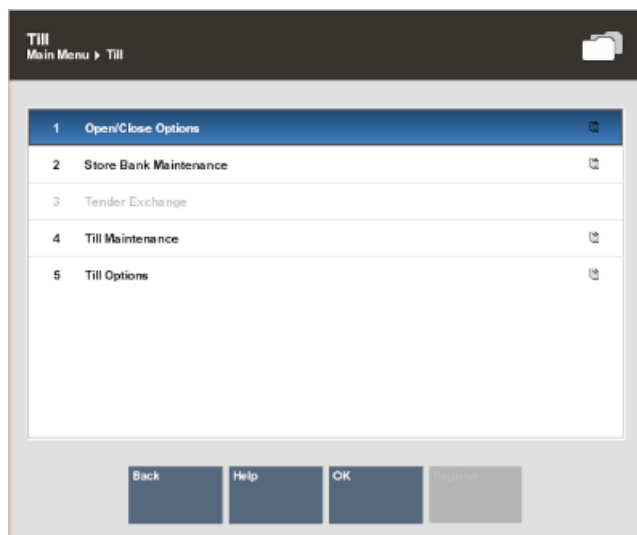 Till
Main Menu ▸ Till
1 Open/Close Options
2 Store Bank Maintenance
3 Tender Exchange
4 Till Maintenance
5 Till Options
Back Help OK Register